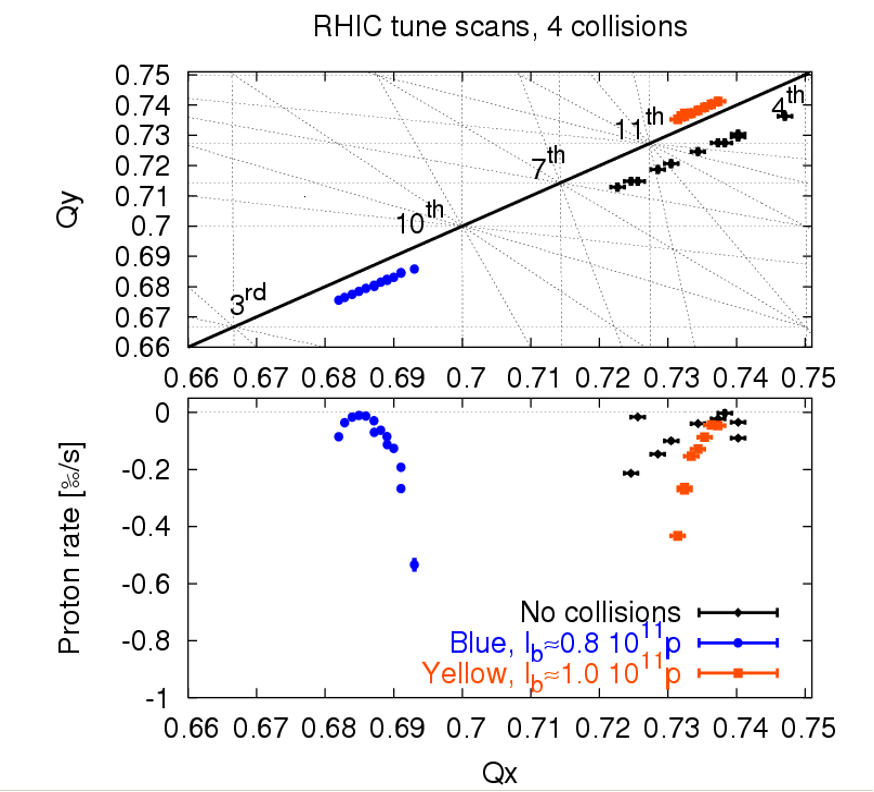 RHIC tune scans, 4 collisions
Qy
0.75
0.74
0.73
0.72
0.71
0.7
0.69
0.68
0.67
0.66
3rd
10th
7th
11th
4th
0.66 0.67 0.68 0.69 0.7 0.71 0.72 0.73 0.74 0.75
Proton rate [‰/s]
0
-0.2
-0.4
-0.6
-0.8
-1
No collisions
Blue, Ib≈0.8 10¹¹p
Yellow, Ib≈1.0 10¹¹p
0.66 0.67 0.68 0.69 0.7 0.71 0.72 0.73 0.74 0.75
Qx